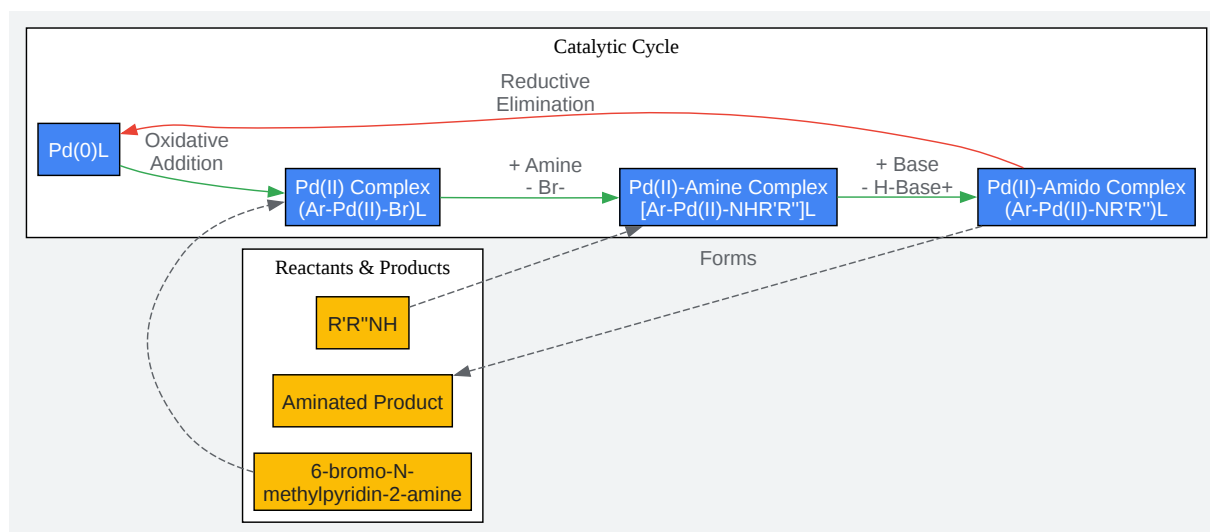 Catalytic Cycle
Reductive
Elimination
Pd(0)L
Oxidative
Addition
Pd(II) Complex
(Ar-Pd(II)-Br)L
+ Amine
- Br-
Pd(II)-Amine Complex
[Ar-Pd(II)-NHR'R"]L
+ Base
- H-Base+
Pd(II)-Amido Complex
(Ar-Pd(II)-NR'R")L
Reactants & Products
Forms
R'R"NH
Aminated Product
6-bromo-N-
methylpyridin-2-amine